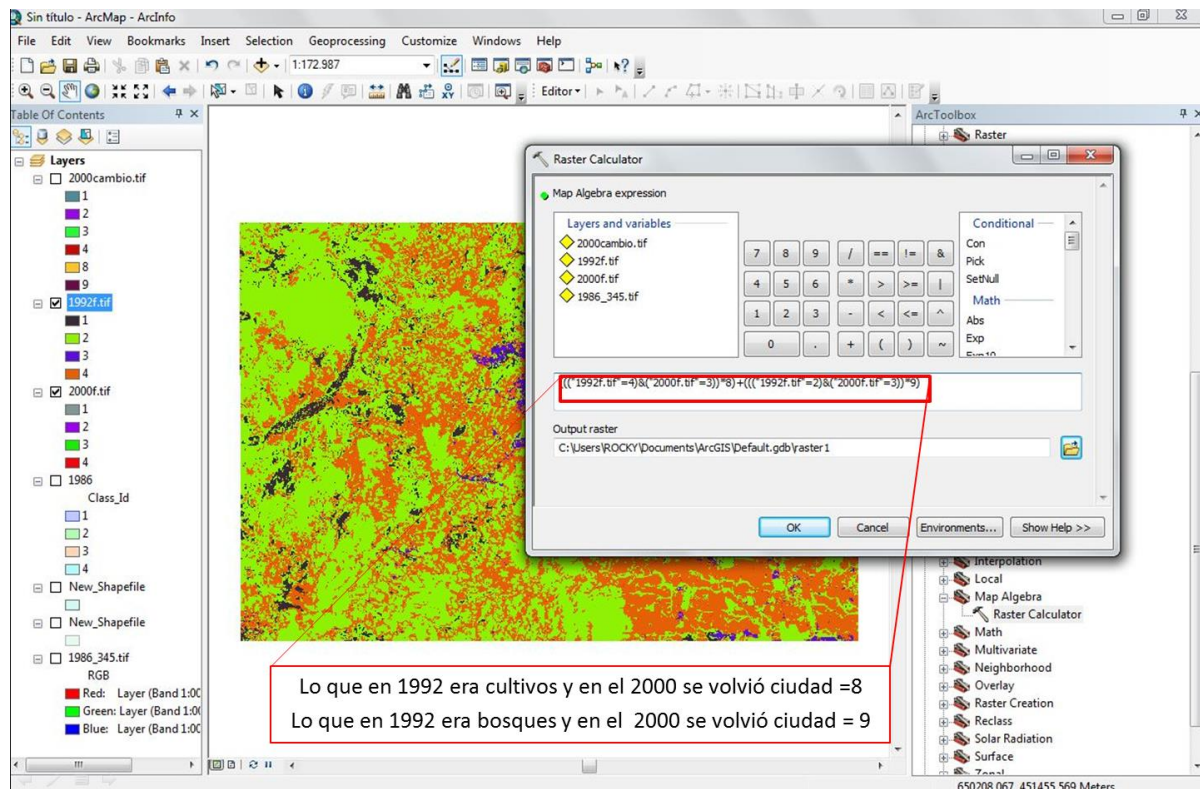 Sin título - ArcMap - ArcInfo
File Edit View Bookmarks Insert Selection Geoprocessing Customize Windows Help
1:172.987
Editor
Table Of Contents
Layers
2000cambio.tif
1
2
3
4
8
9
1992f.tif
1
2
3
4
2000f.tif
1
2
3
4
1986
Class_Id
1
2
3
4
New_Shapefile
New_Shapefile
1986_345.tif
RGB
Red: Layer (Band 1:00
Green: Layer (Band 1:00
Blue: Layer (Band 1:00
Raster Calculator
Map Algebra expression
Layers and variables
2000cambio.tif
1992f.tif
2000f.tif
1986_345.tif
7 8 9 / == != &
4 5 6 * > >= |
1 2 3 - < <= ^
0 . + ( ) ~
Conditional
Con
Pick
SetNull
Math
Abs
Exp
Exp10
((("1992f.tif"=4)&("2000f.tif"=3))*8)+((("1992f.tif"=2)&("2000f.tif"=3))*9)
Output raster
C:\Users\ROCKY\Documents\ArcGIS\Default.gdb\raster1
OK Cancel Environments... Show Help >>
ArcToolbox
Raster
Interpolation
Local
Map Algebra
Raster Calculator
Math
Multivariate
Neighborhood
Overlay
Raster Creation
Reclass
Solar Radiation
Surface
Zonal
Lo que en 1992 era cultivos y en el 2000 se volvió ciudad =8
Lo que en 1992 era bosques y en el 2000 se volvió ciudad = 9
650208,067 451455,569 Meters